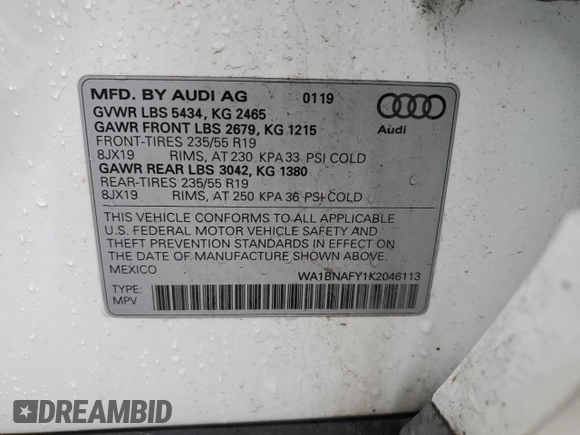 MFD. BY AUDI AG 0119
GVWR LBS 5434, KG 2465
GAWR FRONT LBS 2679, KG 1215
FRONT-TIRES 235/55 R19
8JX19 RIMS, AT 230 KPA 33 PSI COLD
GAWR REAR LBS 3042, KG 1380
REAR-TIRES 235/55 R19
8JX19 RIMS, AT 250 KPA 36 PSI COLD
Audi
THIS VEHICLE CONFORMS TO ALL APPLICABLE
U.S. FEDERAL MOTOR VEHICLE SAFETY AND
THEFT PREVENTION STANDARDS IN EFFECT ON
THE DATE OF MANUFACTURE SHOWN ABOVE.
MEXICO WA1BNAFY1K2046113
TYPE:
MPV
DREAMBID